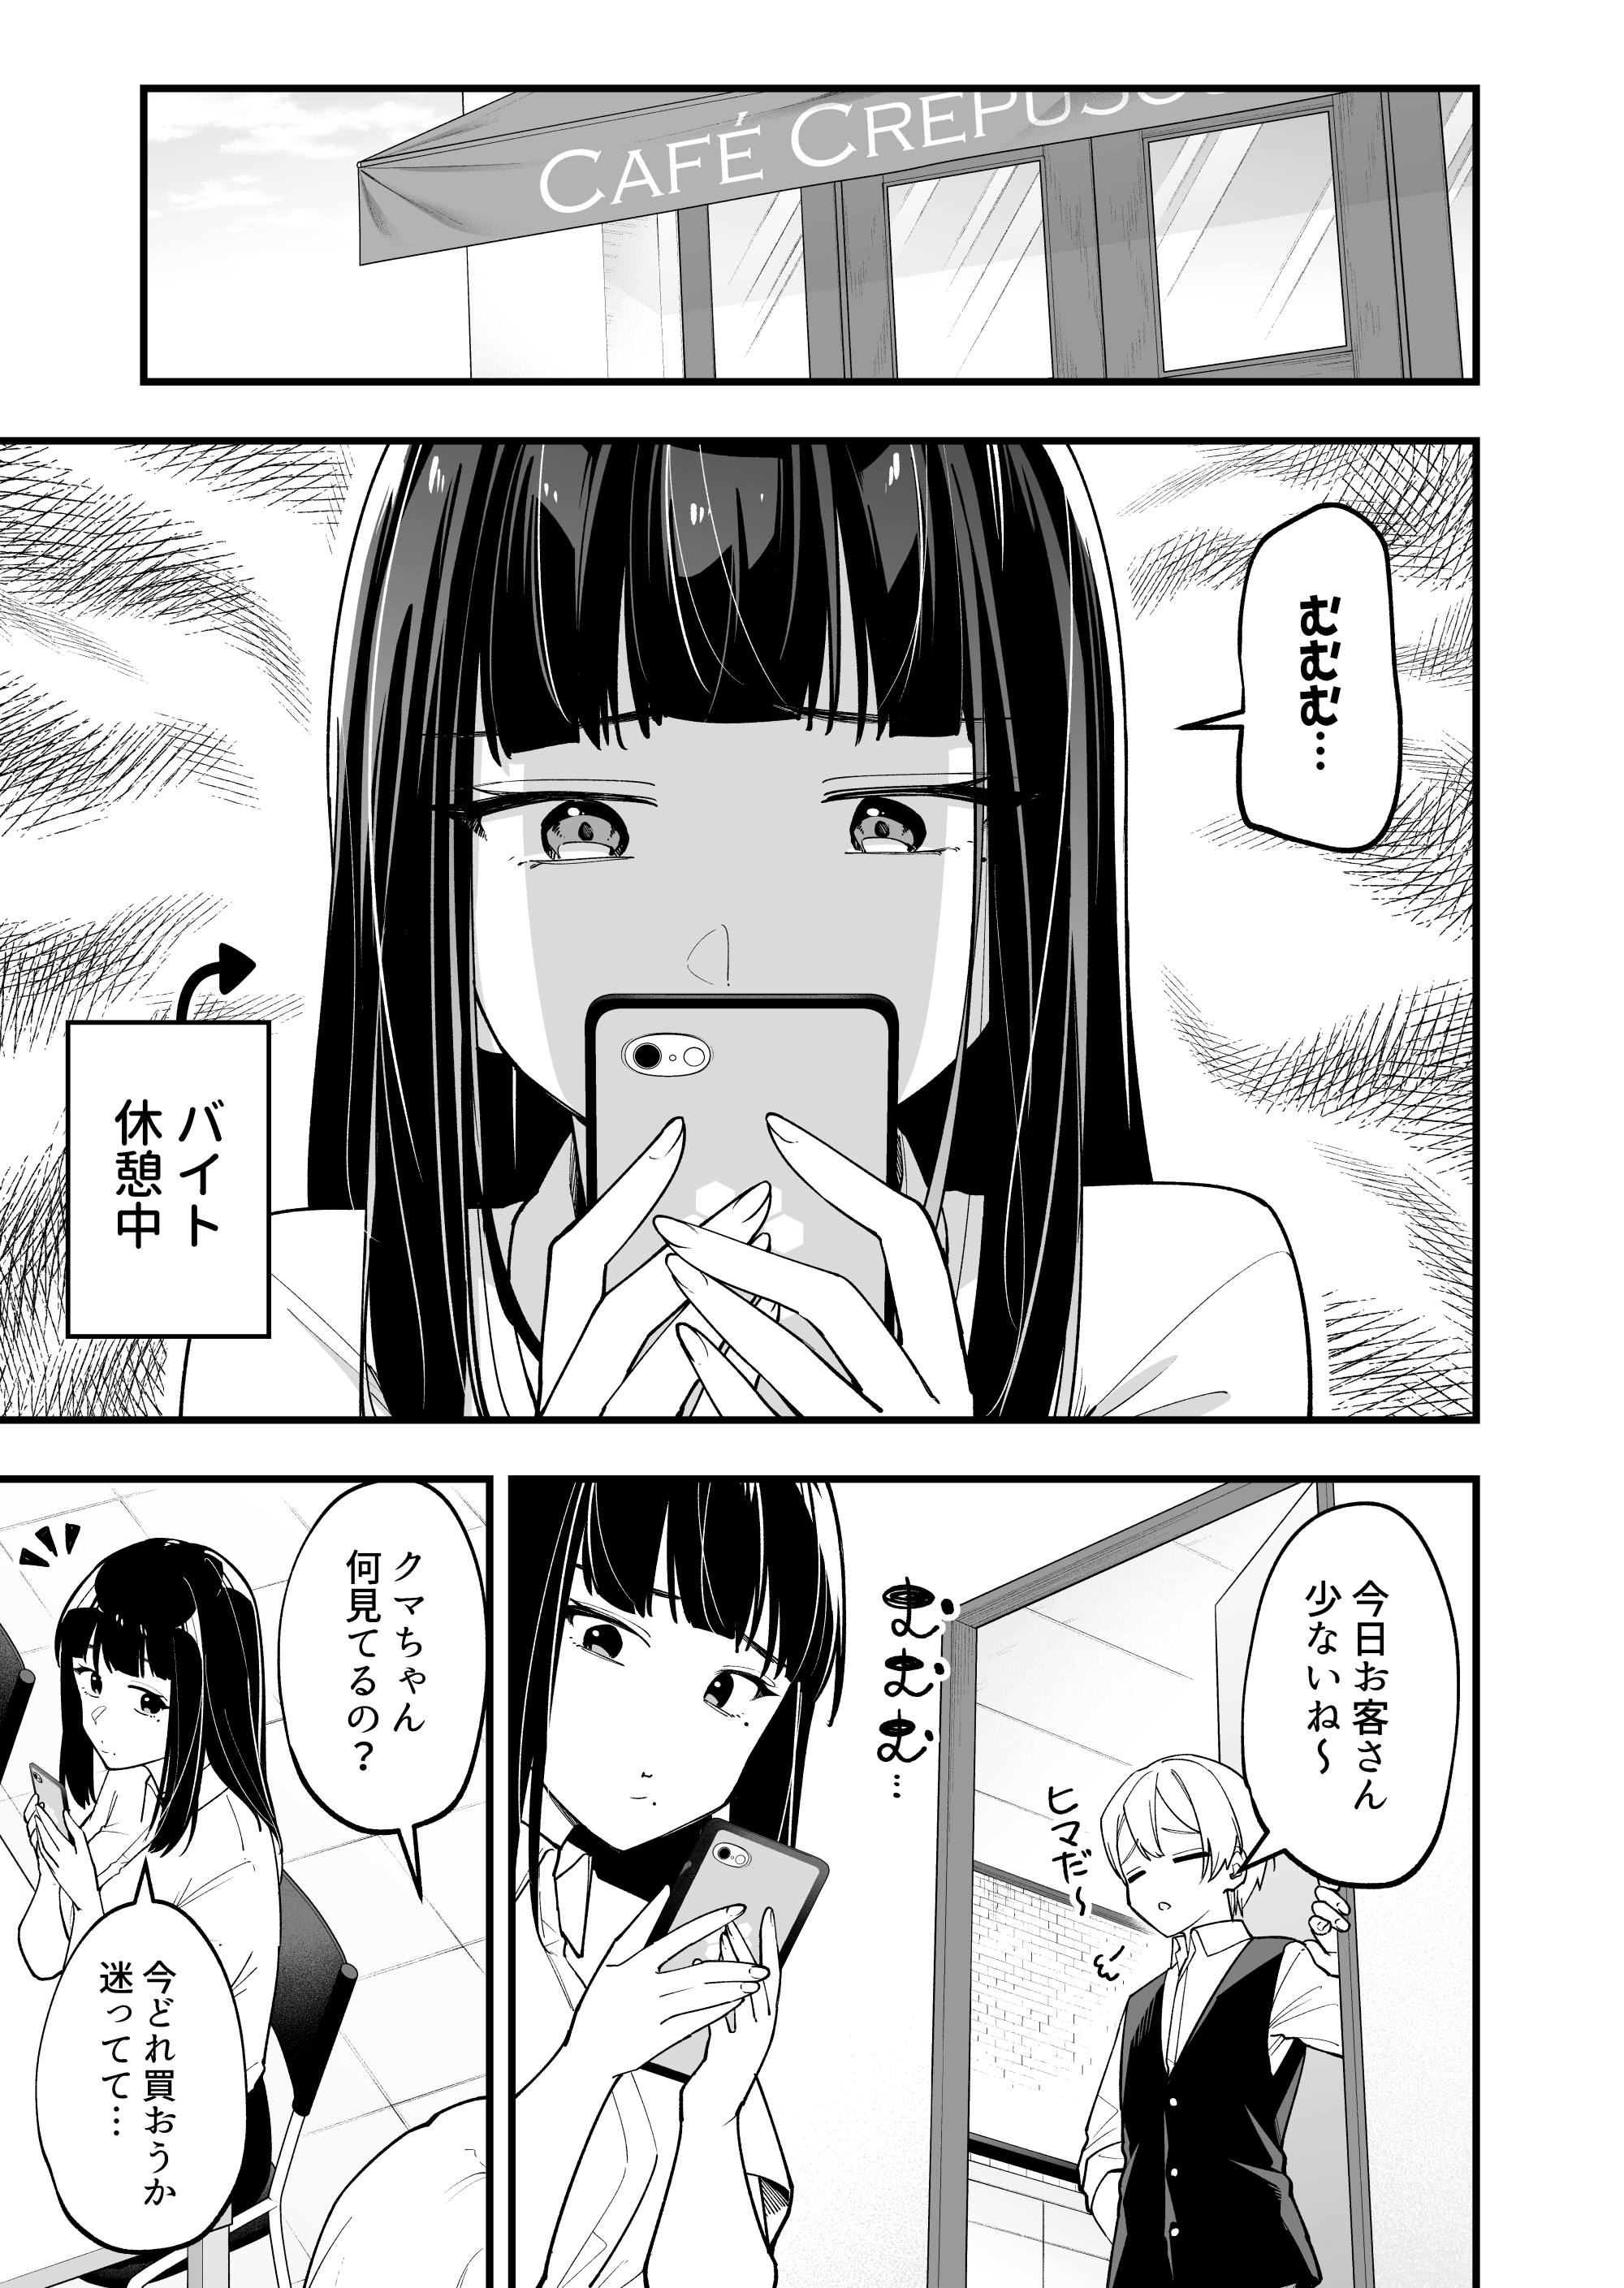 CAFÉ CREPUSC
むむむ…
バイト
休憩中
今日お客さん
少ないね～
ヒマだ～
むむむ…
クマちゃん
何見てるの？
今どれ買おうか
迷ってて…